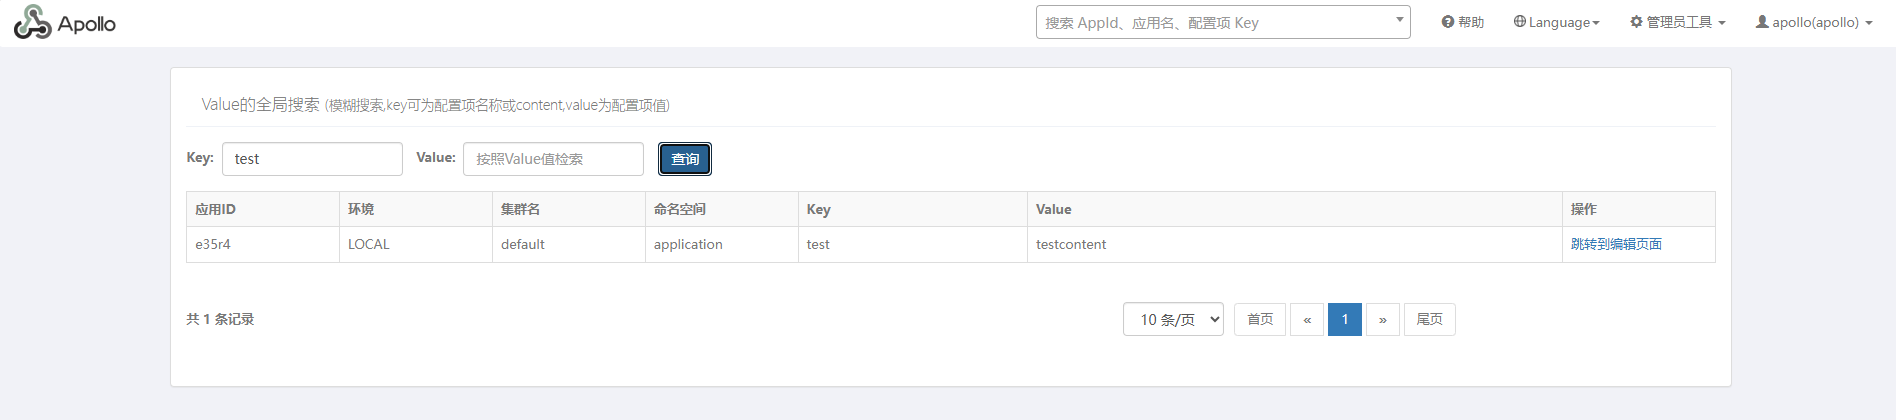 Apollo 搜索 AppId、应用名、配置项 Key 帮助 Language 管理员工具 apollo(apollo)
Value的全局搜索 (模糊搜索,key可为配置项名称或content,value为配置项值)
Key: test Value: 按照Value值检索 查询
应用ID 环境 集群名 命名空间 Key Value 操作
e35r4 LOCAL default application test testcontent 跳转到编辑页面
共 1 条记录 10 条/页 首页 « 1 » 尾页